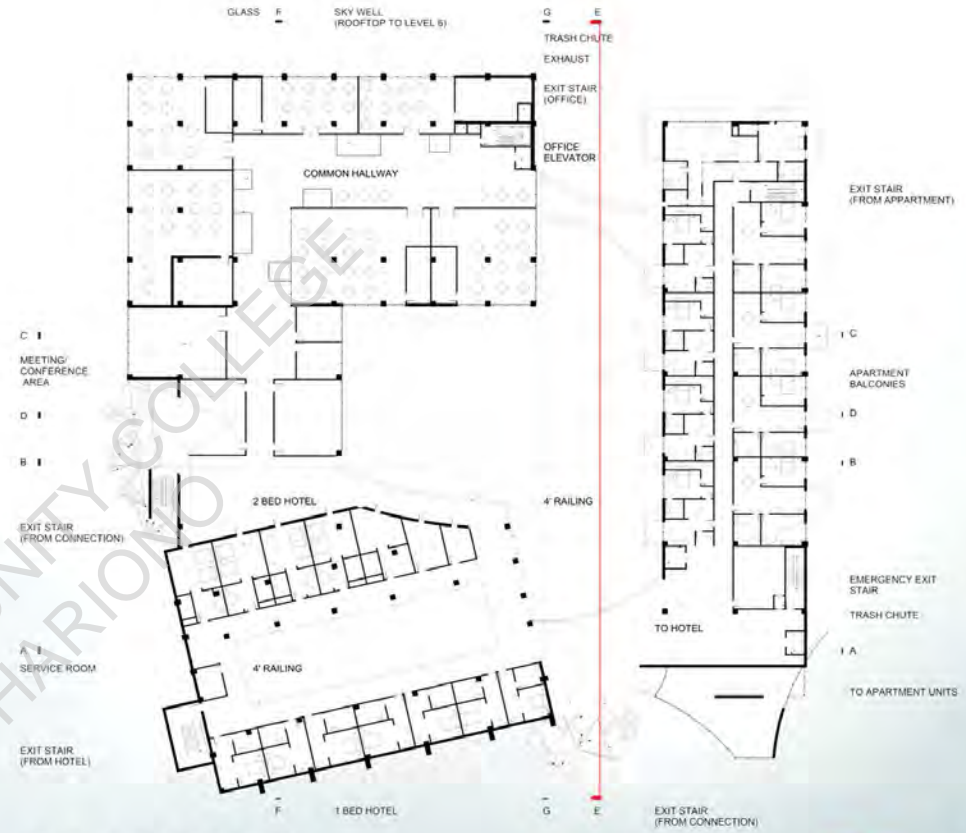 GLASS
F
SKY WELL
(ROOFTOP TO LEVEL 6)
G
E
TRASH CHUTE
EXHAUST
EXIT STAIR
(OFFICE)
OFFICE
ELEVATOR
COMMON HALLWAY
EXIT STAIR
(FROM APPARTMENT)
C
MEETING/
CONFERENCE
AREA
D
B
C
APARTMENT
BALCONIES
D
B
2 BED HOTEL
4' RAILING
EXIT STAIR
(FROM CONNECTION)
EMERGENCY EXIT
STAIR
TRASH CHUTE
TO HOTEL
A
SERVICE ROOM
4' RAILING
A
TO APARTMENT UNITS
EXIT STAIR
(FROM HOTEL)
F
1 BED HOTEL
G
E
EXIT STAIR
(FROM CONNECTION)
NITY COLLEGE
HARIONO